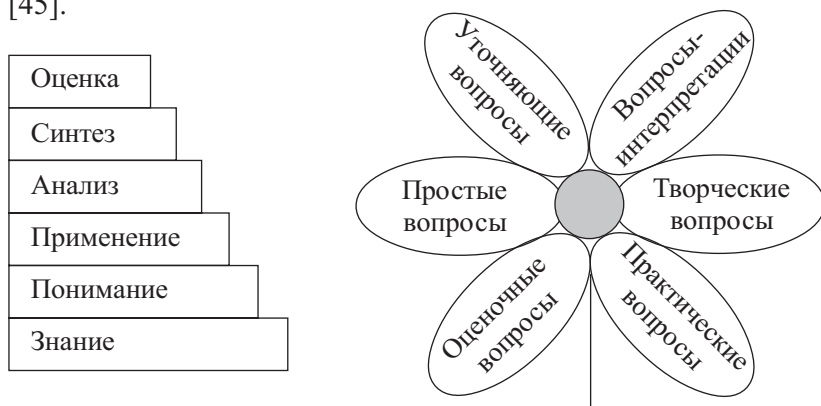 [45].
Оценка
Синтез
Анализ
Применение
Понимание
Знание
Уточняющие
вопросы
Вопросы-
интерпретации
Простые
вопросы
Творческие
вопросы
Оценочные
вопросы
Практические
вопросы